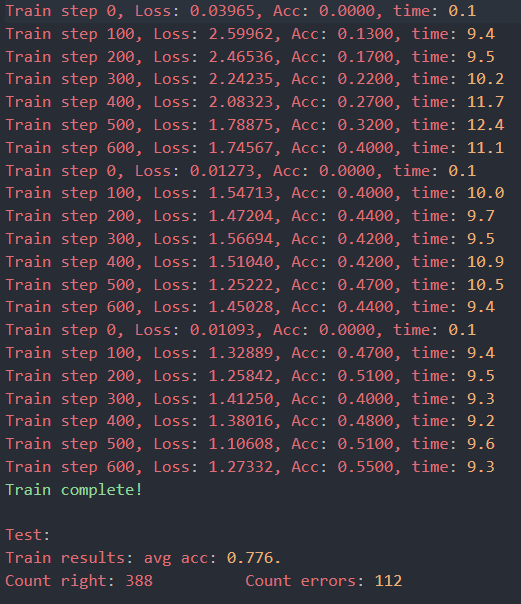 Train step 0, Loss: 0.03965, Acc: 0.0000, time: 0.1
Train step 100, Loss: 2.59962, Acc: 0.1300, time: 9.4
Train step 200, Loss: 2.46536, Acc: 0.1700, time: 9.5
Train step 300, Loss: 2.24235, Acc: 0.2200, time: 10.2
Train step 400, Loss: 2.08323, Acc: 0.2700, time: 11.7
Train step 500, Loss: 1.78875, Acc: 0.3200, time: 12.4
Train step 600, Loss: 1.74567, Acc: 0.4000, time: 11.1
Train step 0, Loss: 0.01273, Acc: 0.0000, time: 0.1
Train step 100, Loss: 1.54713, Acc: 0.4000, time: 10.0
Train step 200, Loss: 1.47204, Acc: 0.4400, time: 9.7
Train step 300, Loss: 1.56694, Acc: 0.4200, time: 9.5
Train step 400, Loss: 1.51040, Acc: 0.4200, time: 10.9
Train step 500, Loss: 1.25222, Acc: 0.4700, time: 10.5
Train step 600, Loss: 1.45028, Acc: 0.4400, time: 9.4
Train step 0, Loss: 0.01093, Acc: 0.0000, time: 0.1
Train step 100, Loss: 1.32889, Acc: 0.4700, time: 9.4
Train step 200, Loss: 1.25842, Acc: 0.5100, time: 9.5
Train step 300, Loss: 1.41250, Acc: 0.4000, time: 9.3
Train step 400, Loss: 1.38016, Acc: 0.4800, time: 9.2
Train step 500, Loss: 1.10608, Acc: 0.5100, time: 9.6
Train step 600, Loss: 1.27332, Acc: 0.5500, time: 9.3
Train complete!
Test:
Train results: avg acc: 0.776.
Count right: 388 Count errors: 112